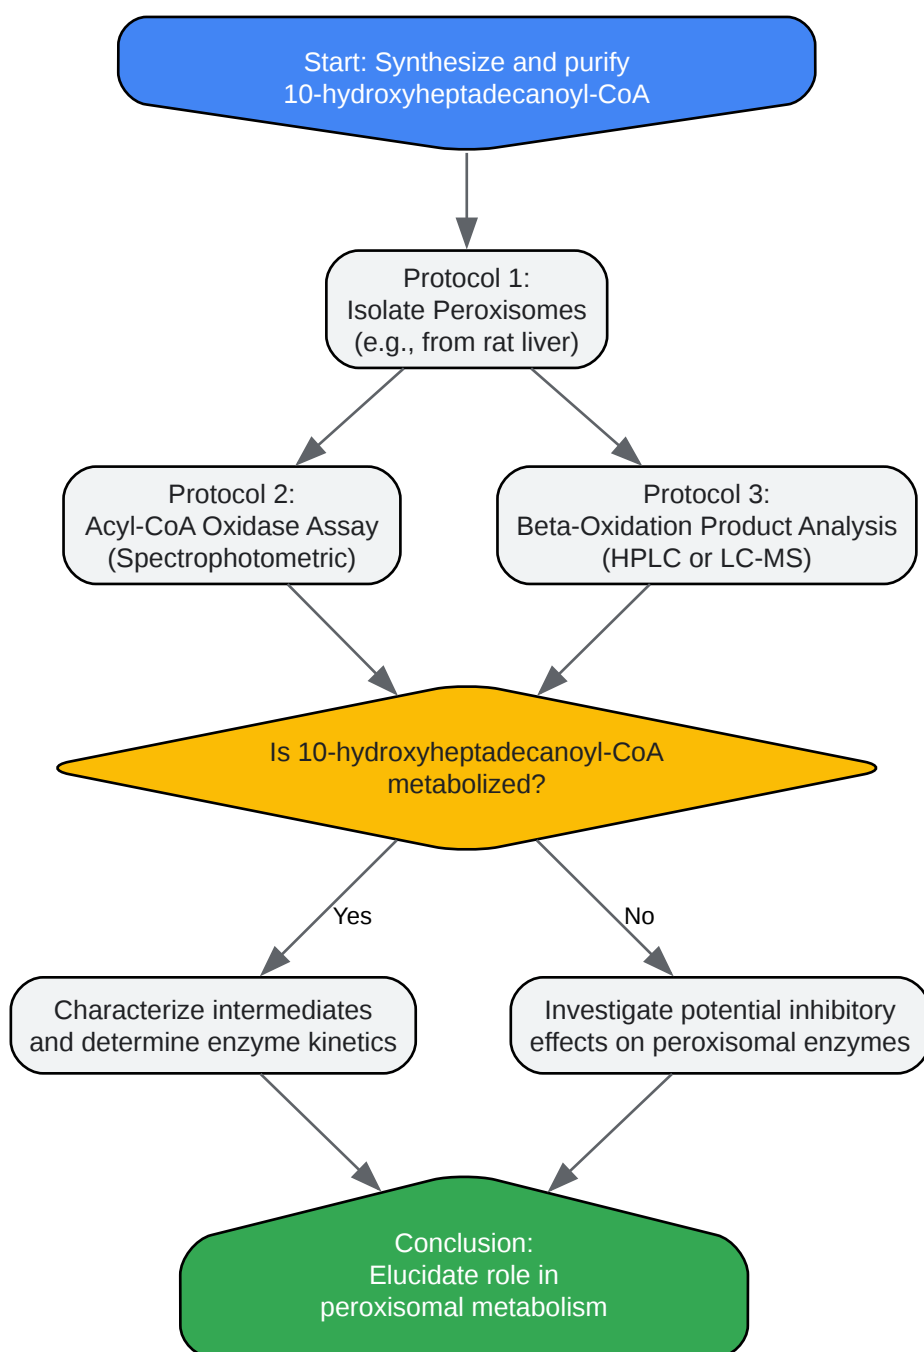 Start: Synthesize and purify
10-hydroxyheptadecanoyl-CoA
Protocol 1:
Isolate Peroxisomes
(e.g., from rat liver)
Protocol 2:
Acyl-CoA Oxidase Assay
(Spectrophotometric)
Protocol 3:
Beta-Oxidation Product Analysis
(HPLC or LC-MS)
Is 10-hydroxyheptadecanoyl-CoA
metabolized?
Yes
No
Characterize intermediates
and determine enzyme kinetics
Investigate potential inhibitory
effects on peroxisomal enzymes
Conclusion:
Elucidate role in
peroxisomal metabolism